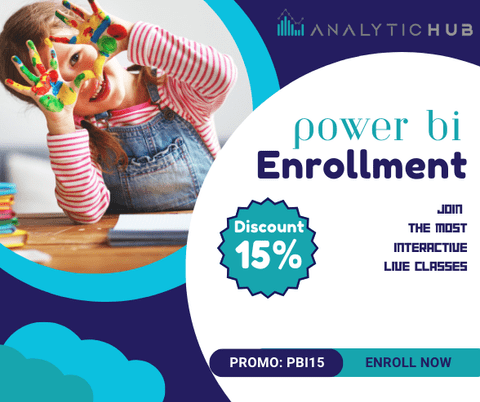 ANALYTICHUB
power bi
Enrollment
JOIN
THE MOST
INTERACTIVE
LIVE CLASSES
Discount
15%
PROMO: PBI15
ENROLL NOW